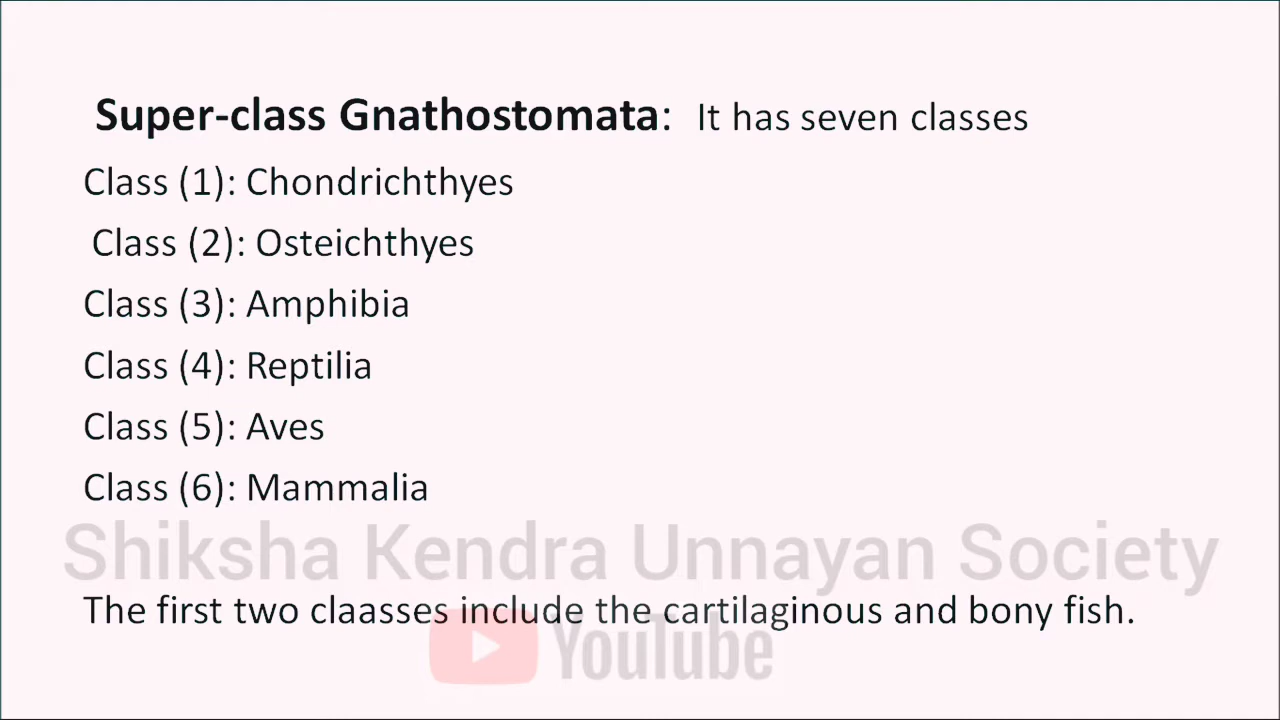 Super-class Gnathostomata: It has seven classes
Class (1): Chondrichthyes
Class (2): Osteichthyes
Class (3): Amphibia
Class (4): Reptilia
Class (5): Aves
Class (6): Mammalia
Shiksha Kendra Unnayan Society
The first two claasses include the cartilaginous and bony fish.
YouTube